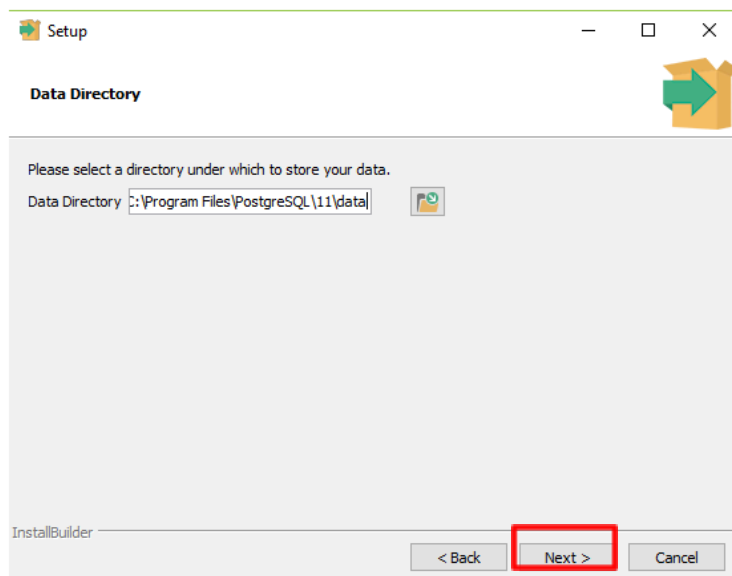 Setup
Data Directory
Please select a directory under which to store your data.
Data Directory C:\Program Files\PostgreSQL\11\data
InstallBuilder
< Back Next > Cancel